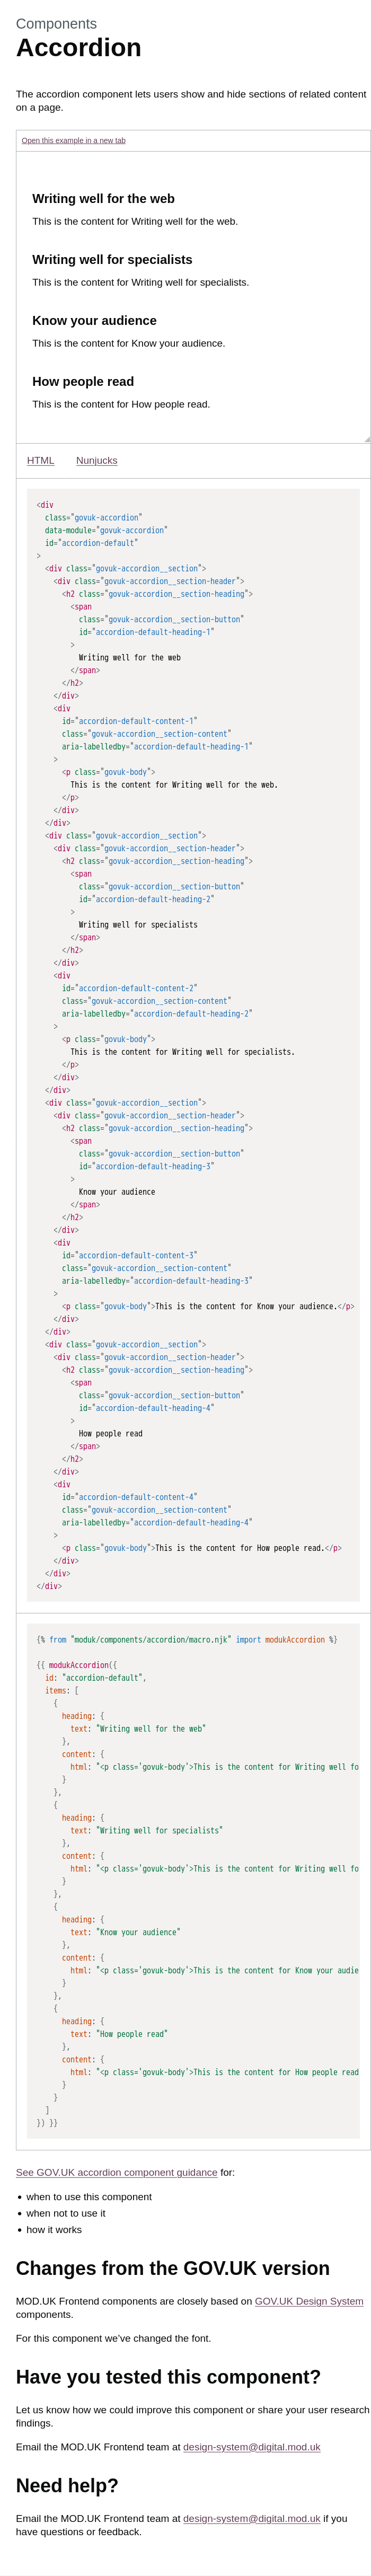 Components
Accordion
The accordion component lets users show and hide sections of related content
on a page.
Open this example in a new tab
Writing well for the web
This is the content for Writing well for the web.
Writing well for specialists
This is the content for Writing well for specialists.
Know your audience
This is the content for Know your audience.
How people read
This is the content for How people read.
HTML Nunjucks
<div
  class="govuk-accordion"
  data-module="govuk-accordion"
  id="accordion-default"
>
  <div class="govuk-accordion__section">
    <div class="govuk-accordion__section-header">
      <h2 class="govuk-accordion__section-heading">
        <span
          class="govuk-accordion__section-button"
          id="accordion-default-heading-1"
        >
          Writing well for the web
        </span>
      </h2>
    </div>
    <div
      id="accordion-default-content-1"
      class="govuk-accordion__section-content"
      aria-labelledby="accordion-default-heading-1"
    >
      <p class="govuk-body">
        This is the content for Writing well for the web.
      </p>
    </div>
  </div>
  <div class="govuk-accordion__section">
    <div class="govuk-accordion__section-header">
      <h2 class="govuk-accordion__section-heading">
        <span
          class="govuk-accordion__section-button"
          id="accordion-default-heading-2"
        >
          Writing well for specialists
        </span>
      </h2>
    </div>
    <div
      id="accordion-default-content-2"
      class="govuk-accordion__section-content"
      aria-labelledby="accordion-default-heading-2"
    >
      <p class="govuk-body">
        This is the content for Writing well for specialists.
      </p>
    </div>
  </div>
  <div class="govuk-accordion__section">
    <div class="govuk-accordion__section-header">
      <h2 class="govuk-accordion__section-heading">
        <span
          class="govuk-accordion__section-button"
          id="accordion-default-heading-3"
        >
          Know your audience
        </span>
      </h2>
    </div>
    <div
      id="accordion-default-content-3"
      class="govuk-accordion__section-content"
      aria-labelledby="accordion-default-heading-3"
    >
      <p class="govuk-body">This is the content for Know your audience.</p>
    </div>
  </div>
  <div class="govuk-accordion__section">
    <div class="govuk-accordion__section-header">
      <h2 class="govuk-accordion__section-heading">
        <span
          class="govuk-accordion__section-button"
          id="accordion-default-heading-4"
        >
          How people read
        </span>
      </h2>
    </div>
    <div
      id="accordion-default-content-4"
      class="govuk-accordion__section-content"
      aria-labelledby="accordion-default-heading-4"
    >
      <p class="govuk-body">This is the content for How people read.</p>
    </div>
  </div>
</div>
{% from "moduk/components/accordion/macro.njk" import modukAccordion %}
{{ modukAccordion({
  id: "accordion-default",
  items: [
    {
      heading: {
        text: "Writing well for the web"
      },
      content: {
        html: "<p class='govuk-body'>This is the content for Writing well fo
      }
    },
    {
      heading: {
        text: "Writing well for specialists"
      },
      content: {
        html: "<p class='govuk-body'>This is the content for Writing well fo
      }
    },
    {
      heading: {
        text: "Know your audience"
      },
      content: {
        html: "<p class='govuk-body'>This is the content for Know your audie
      }
    },
    {
      heading: {
        text: "How people read"
      },
      content: {
        html: "<p class='govuk-body'>This is the content for How people read
      }
    }
  ]
}) }}
See GOV.UK accordion component guidance for:
• when to use this component
• when not to use it
• how it works
Changes from the GOV.UK version
MOD.UK Frontend components are closely based on GOV.UK Design System
components.
For this component we’ve changed the font.
Have you tested this component?
Let us know how we could improve this component or share your user research
findings.
Email the MOD.UK Frontend team at design-system@digital.mod.uk
Need help?
Email the MOD.UK Frontend team at design-system@digital.mod.uk if you
have questions or feedback.